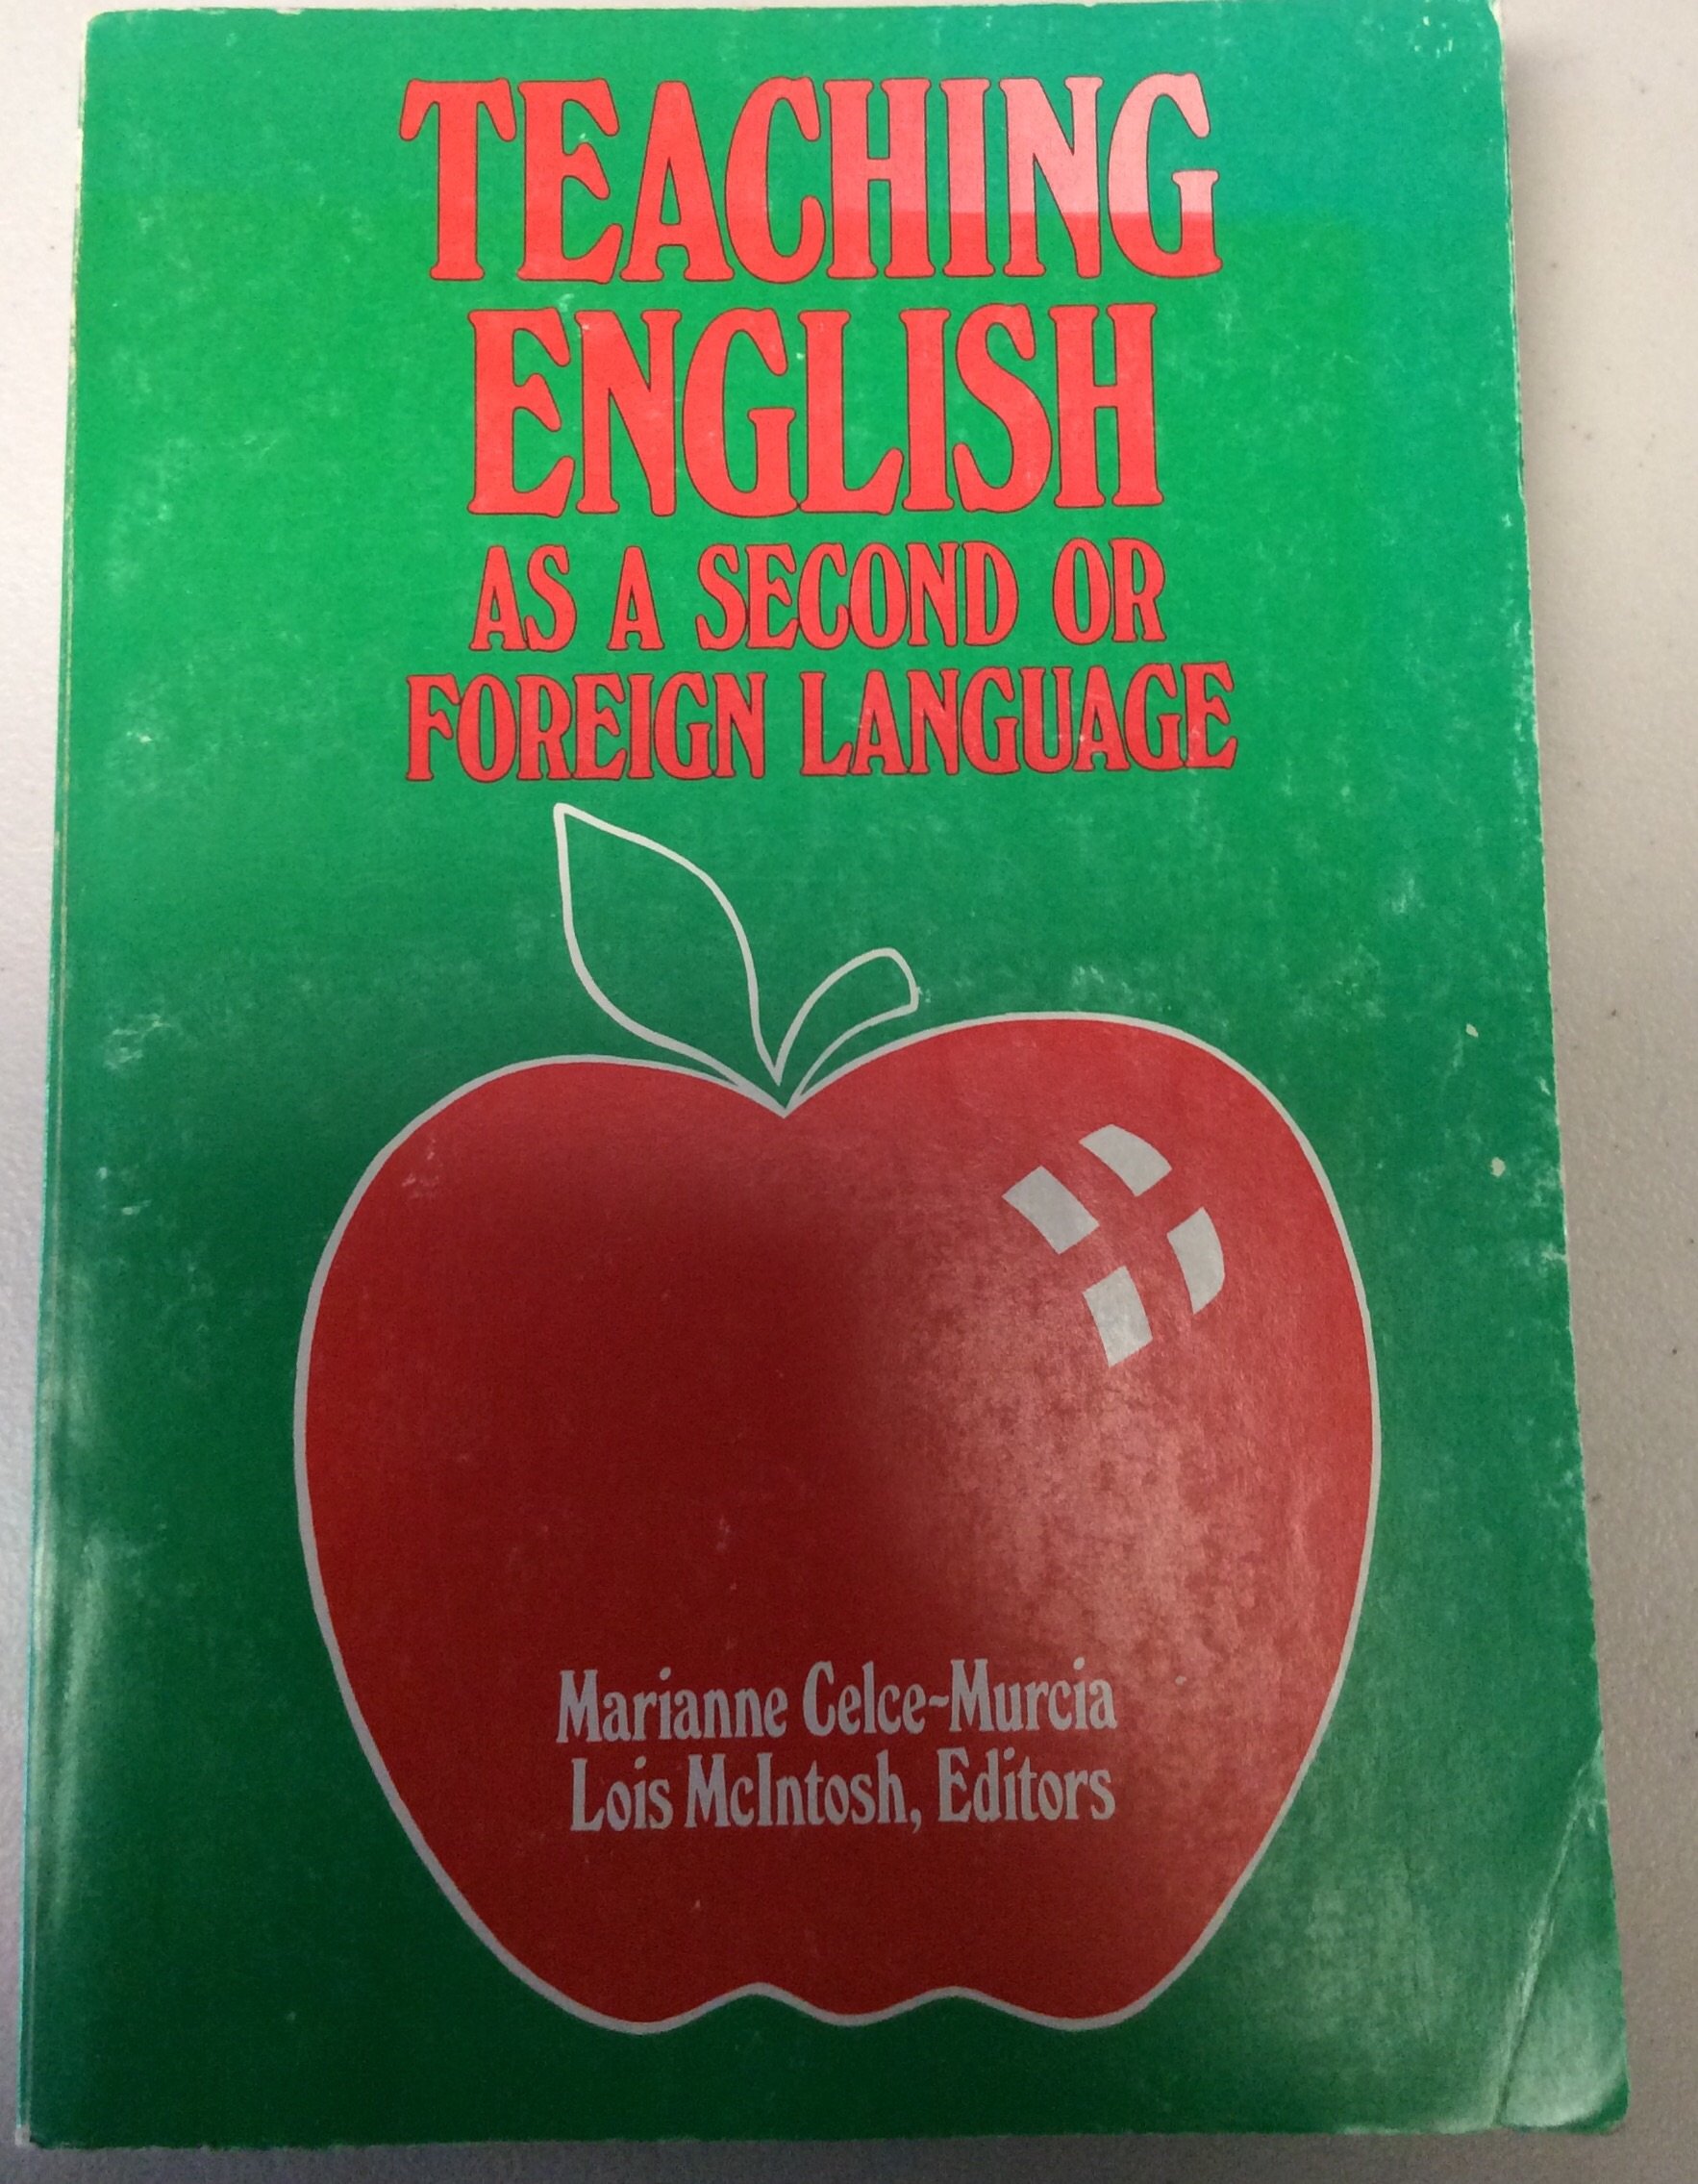 TEACHING
ENGLISH
AS A SECOND OR
FOREIGN LANGUAGE
Marianne Celce-Murcia
Lois McIntosh, Editors